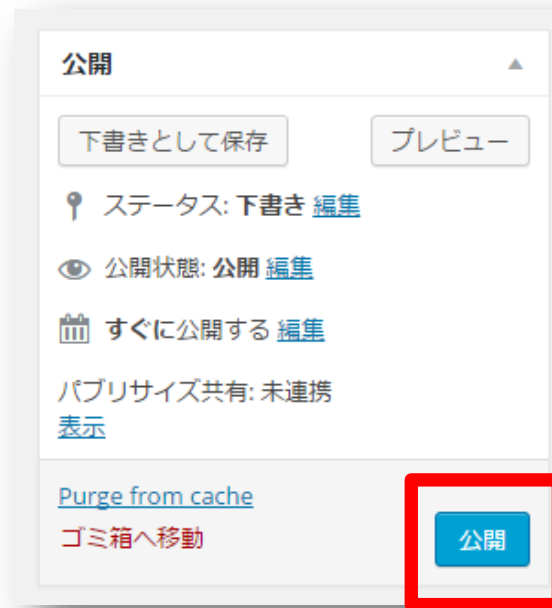 公開
下書きとして保存 プレビュー
ステータス: 下書き 編集
公開状態: 公開 編集
すぐに公開する 編集
パブリサイズ共有: 未連携
表示
Purge from cache
ゴミ箱へ移動
公開